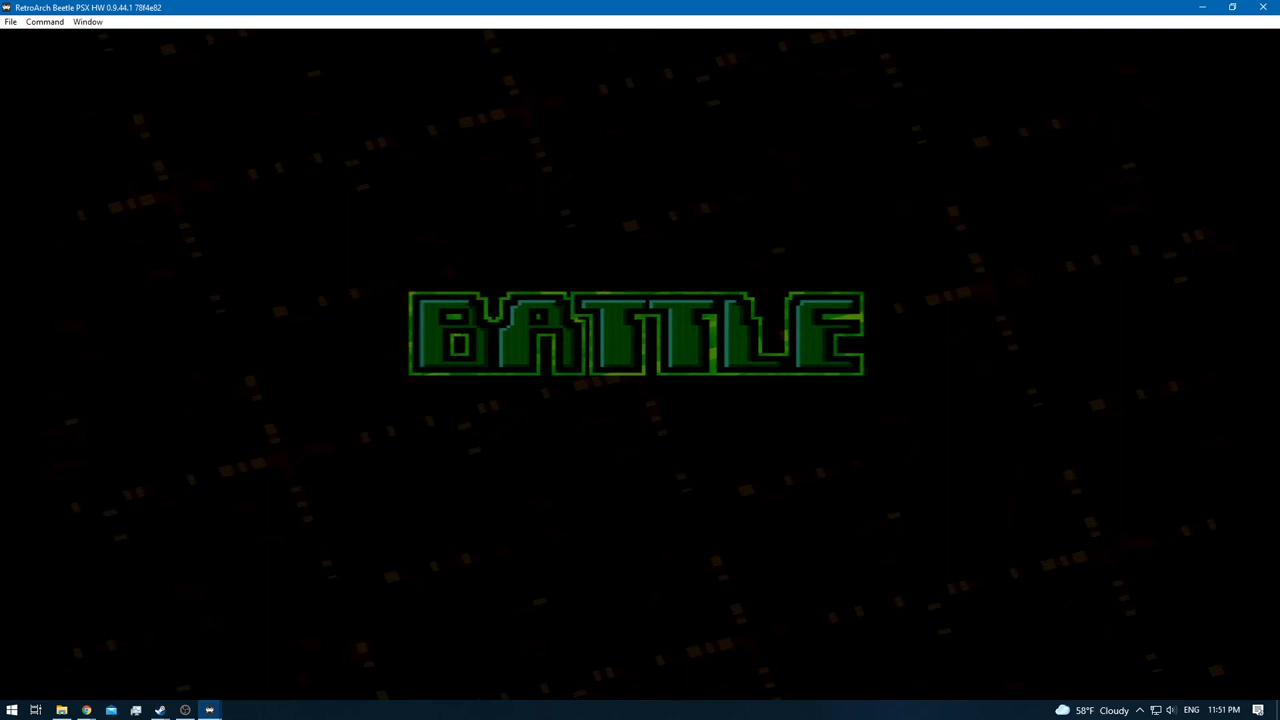 RetroArch Beetle PSX HW 0.9.44.1 78f4e82
File Command Window
BATTLE
58°F Cloudy ENG 11:51 PM